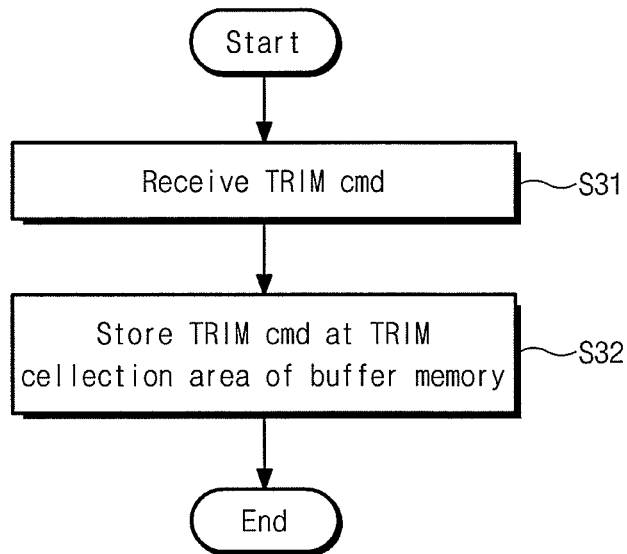 Start
Receive TRIM cmd
S31
Store TRIM cmd at TRIM
cellection area of buffer memory
S32
End